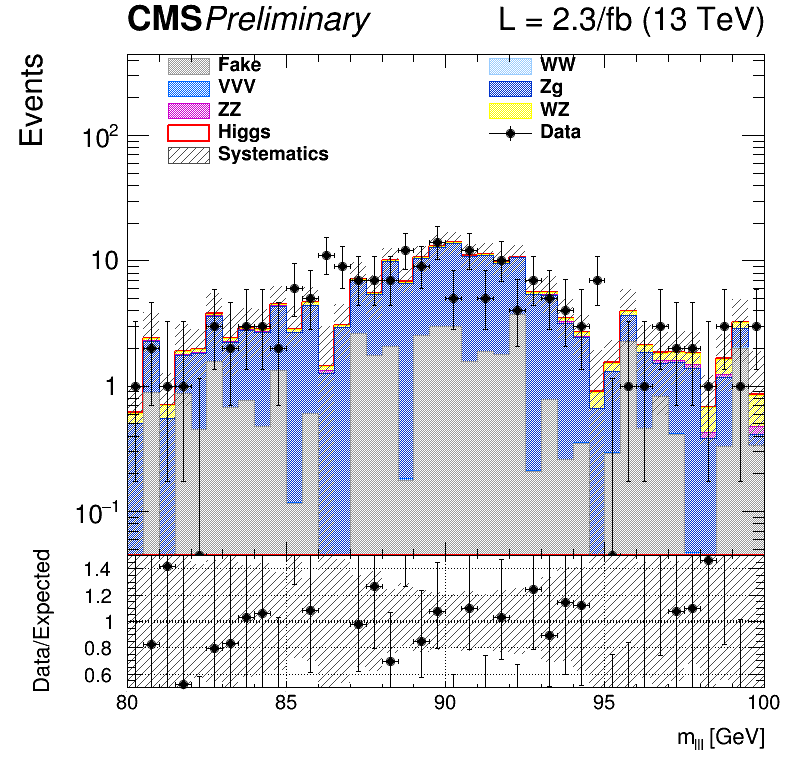 CMS Preliminary L = 2.3/fb (13 TeV)
Events
Fake WW
VVV Zg
ZZ WZ
Higgs Data
Systematics
10²
10
1
10⁻¹
Data/Expected
1.4
1.2
1
0.8
0.6
80 85 90 95 100
m_lll [GeV]